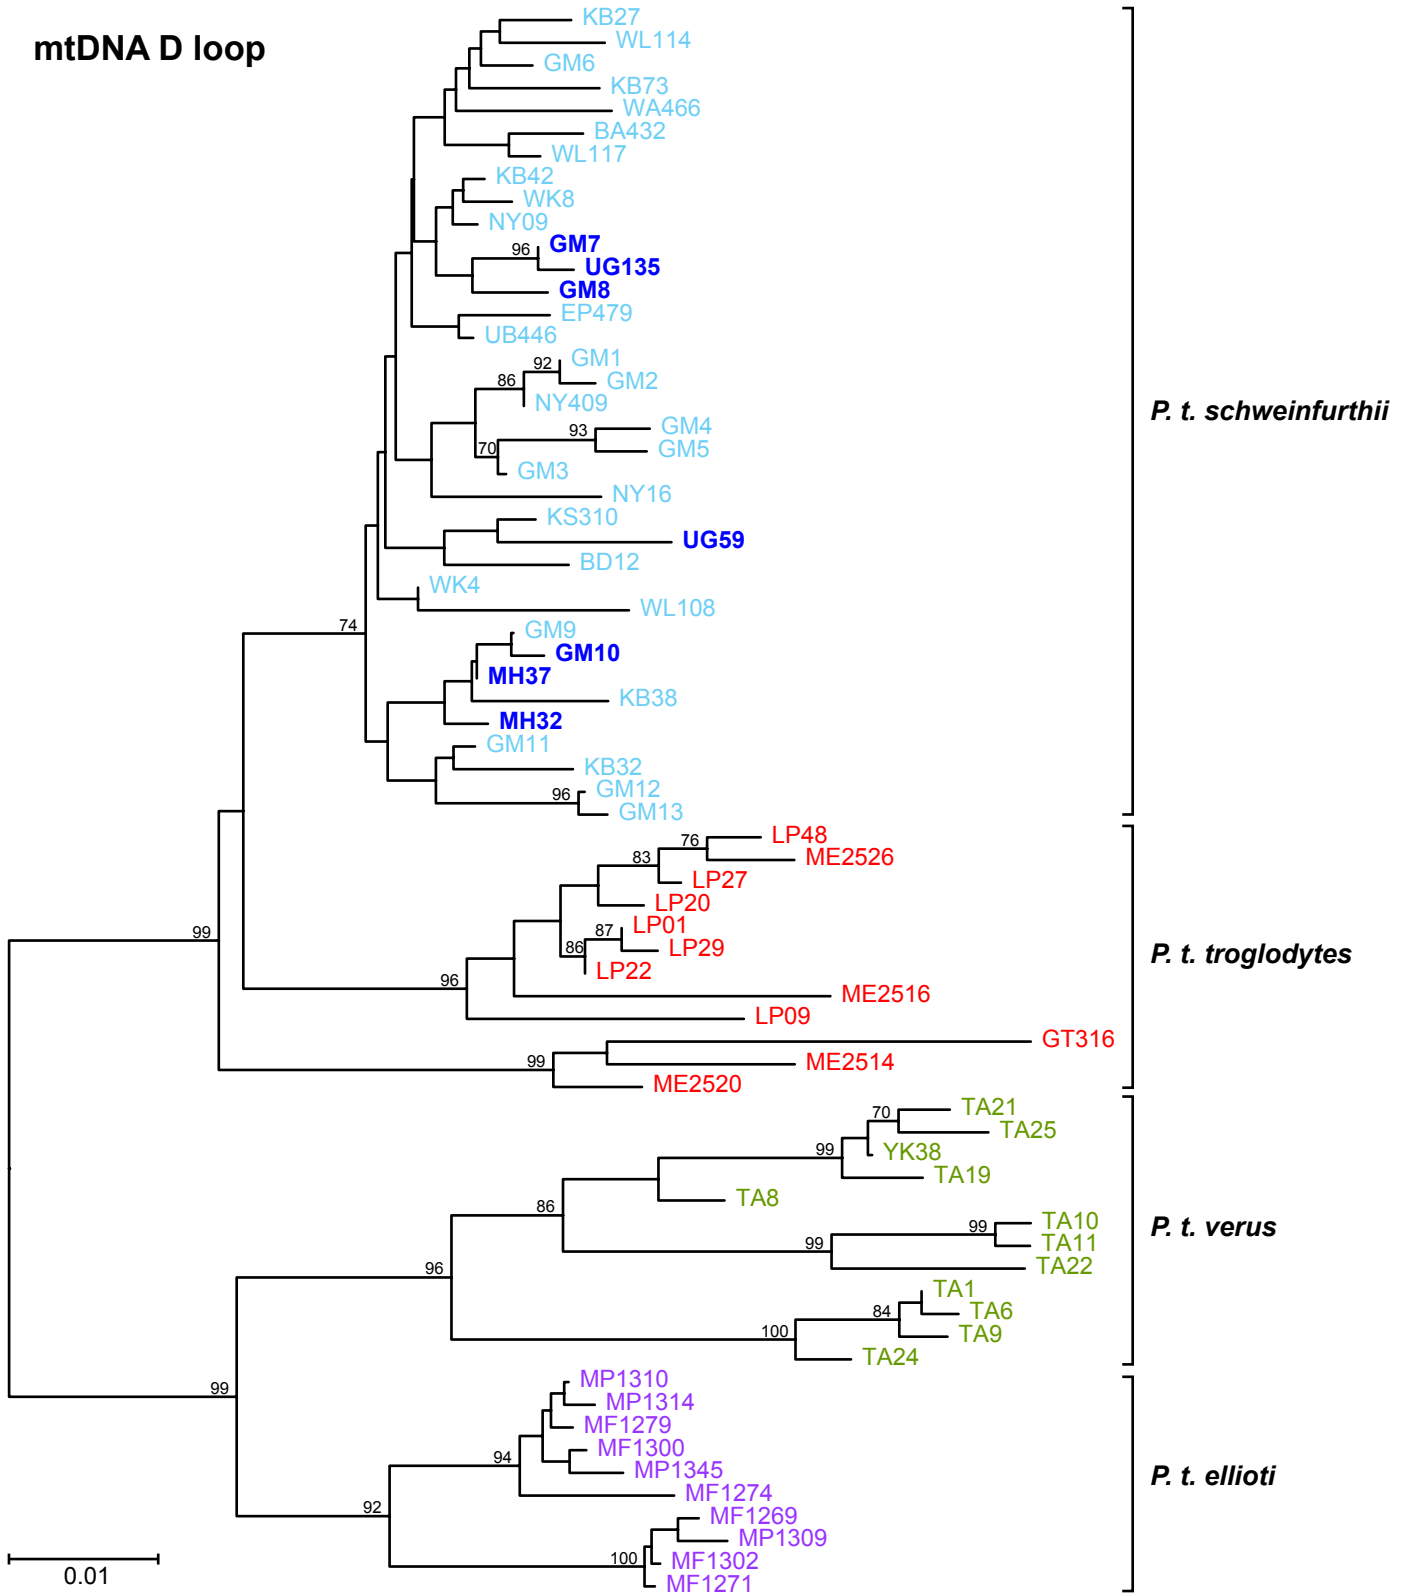 mtDNA D loop
KB27
WL114
GM6
KB73
WA466
BA432
WL117
KB42
WK8
NY09
96
GM7
UG135
GM8
EP479
UB446
92
GM1
86
GM2
NY409
P. t. schweinfurthii
93
GM4
70
GM5
GM3
NY16
KS310
UG59
BD12
WK4
WL108
74
GM9
GM10
MH37
KB38
MH32
GM11
KB32
96
GM12
GM13
76
LP48
83
ME2526
LP27
LP20
87
LP01
99
86
LP29
P. t. troglodytes
LP22
96
ME2516
LP09
GT316
99
ME2514
ME2520
70
TA21
TA25
99
YK38
TA19
86
TA8
99
TA10
P. t. verus
99
TA11
96
TA22
TA1
84
TA6
100
TA9
TA24
99
MP1310
MP1314
MF1279
94
MF1300
MP1345
P. t. ellioti
92
MF1274
MF1269
MP1309
100
MF1302
MF1271
0.01